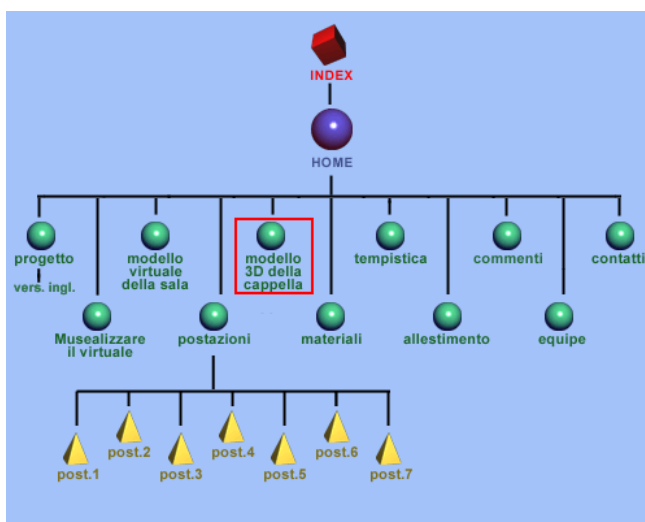 INDEX
HOME
progetto
vers. ingl.
modello
virtuale
della sala
modello
3D della
cappella
tempistica
commenti
contatti
Musealizzare
il virtuale
postazioni
materiali
allestimento
equipe
post.1
post.2
post.3
post.4
post.5
post.6
post.7